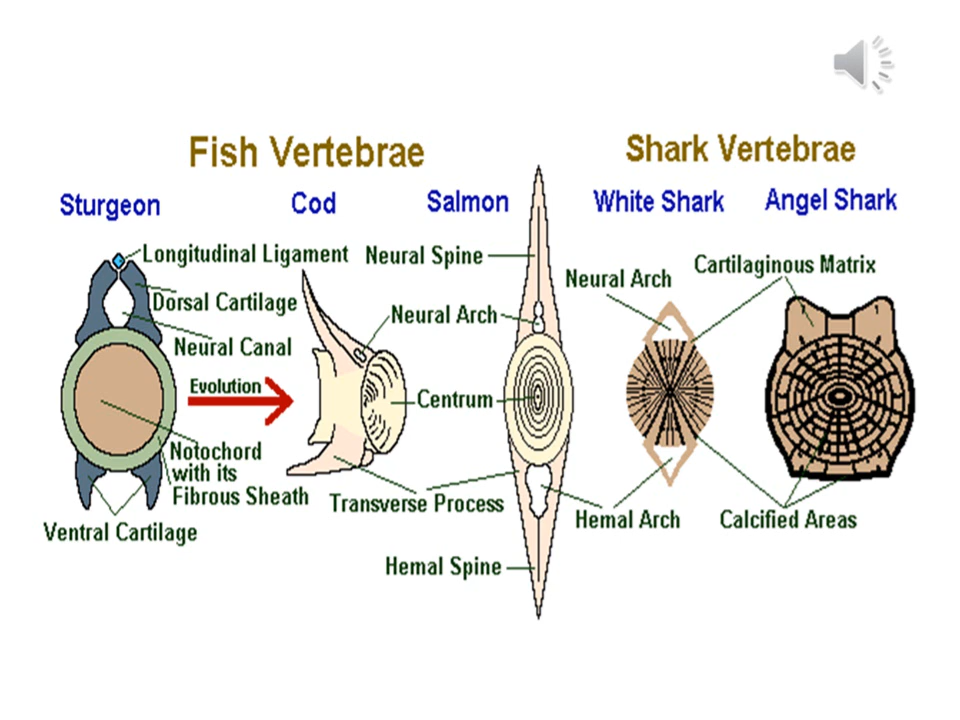 Fish Vertebrae
Shark Vertebrae
Sturgeon
Cod
Salmon
White Shark
Angel Shark
Longitudinal Ligament
Neural Spine
Cartilaginous Matrix
Neural Arch
Dorsal Cartilage
Neural Arch
Neural Canal
Evolution
Centrum
Notochord
with its
Fibrous Sheath
Transverse Process
Hemal Arch
Calcified Areas
Ventral Cartilage
Hemal Spine